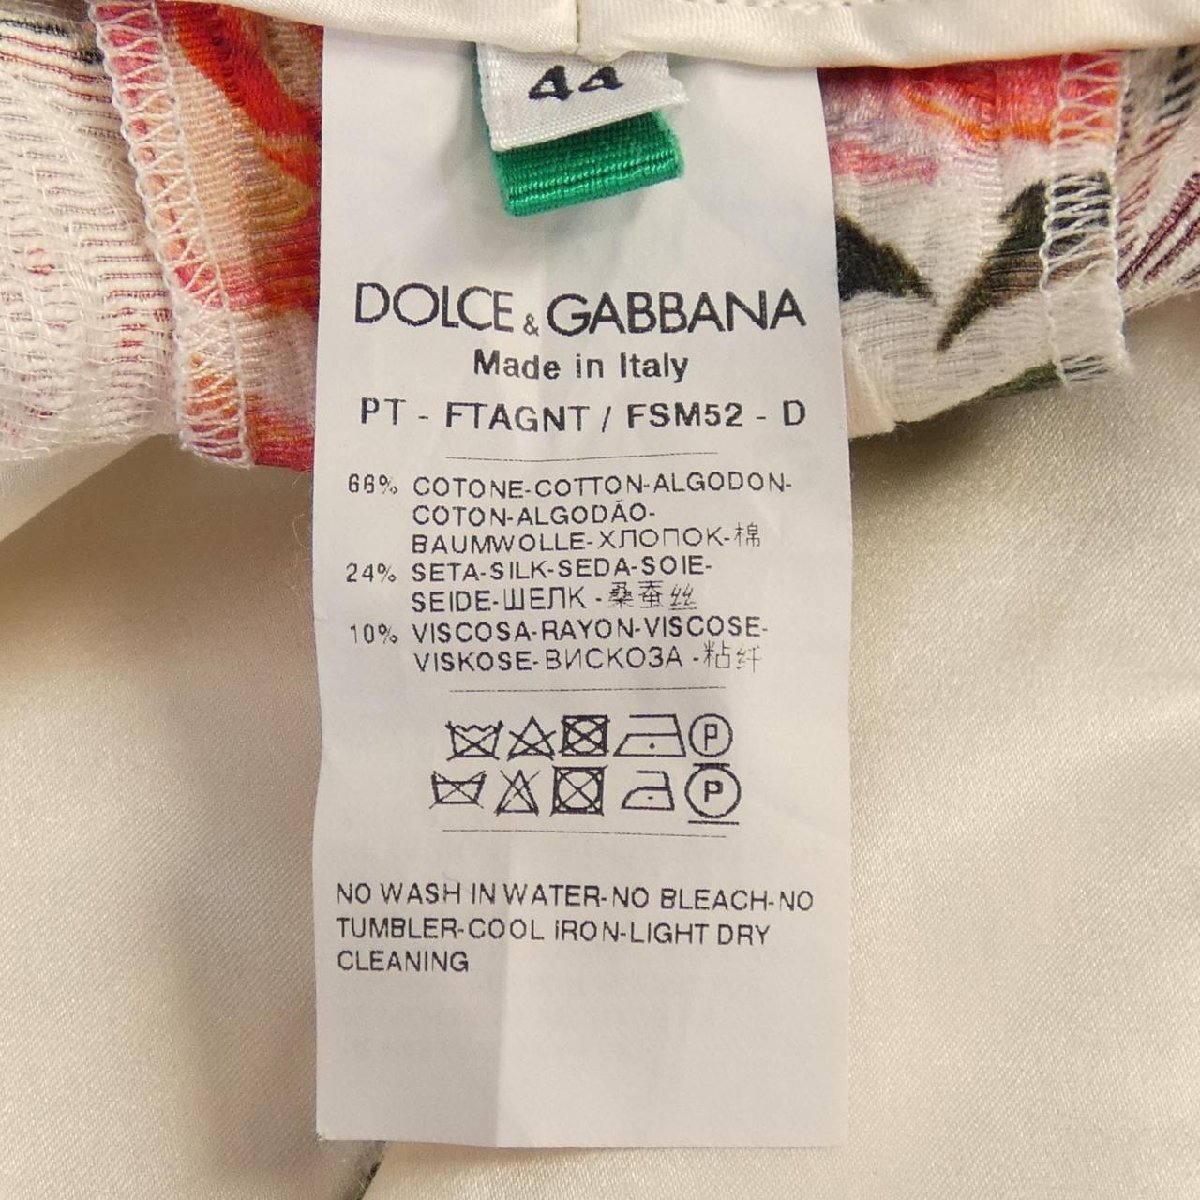 44
DOLCE & GABBANA
Made in Italy
PT - FTAGNT / FSM52 - D
66% COTONE-COTTON-ALGODON-
COTON-ALGODÃO-
BAUMWOLLE-ХЛОПОК-棉
24% SETA-SILK-SEDA-SOIE-
SEIDE-ШЕЛК -桑蚕丝
10% VISCOSA-RAYON-VISCOSE-
VISKOSE-ВИСКОЗА -粘纤
P
P
NO WASH IN WATER-NO BLEACH-NO
TUMBLER-COOL IRON-LIGHT DRY
CLEANING